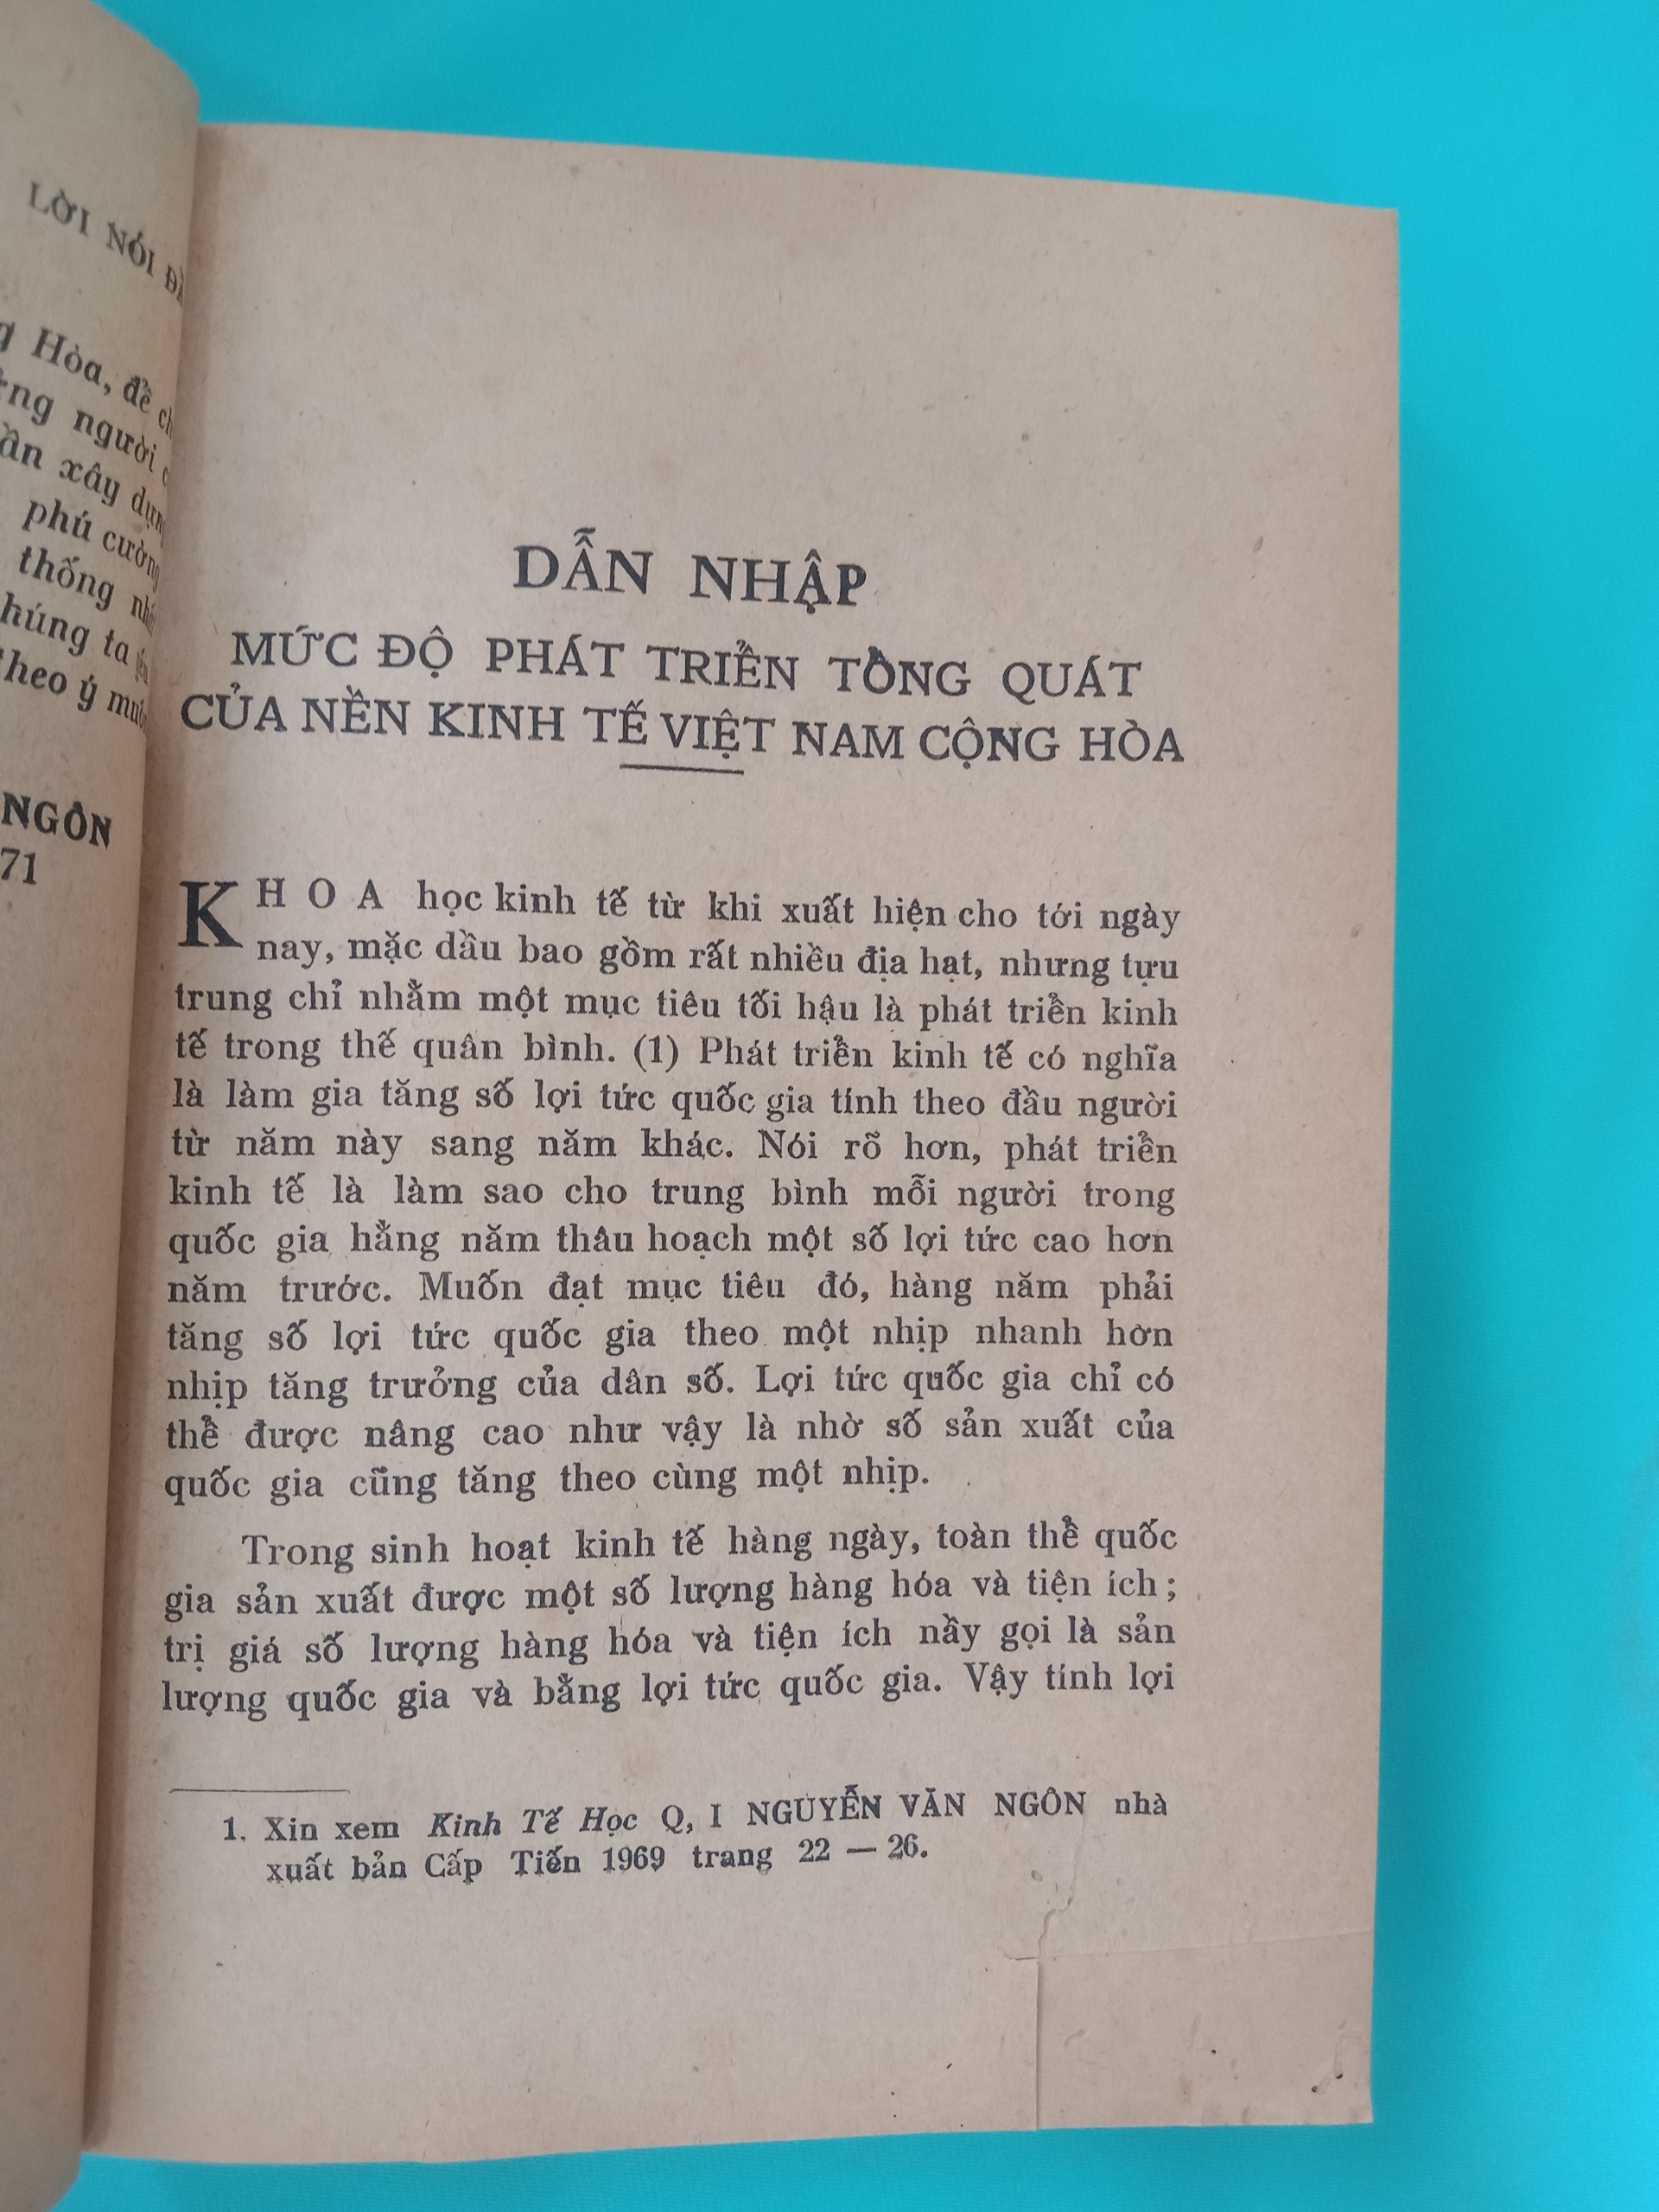 LỜI NÓI
Hòa, để
người
xây dựng
phú cường
thống
ta
theo ý
NGÔN
71
DẪN NHẬP
MỨC ĐỘ PHÁT TRIỂN TỔNG QUÁT
CỦA NỀN KINH TẾ VIỆT NAM CỘNG HÒA
KHOA học kinh tế từ khi xuất hiện cho tới ngày
nay, mặc dầu bao gồm rất nhiều địa hạt, nhưng tựu
trung chỉ nhằm một mục tiêu tối hậu là phát triển kinh
tế trong thế quân bình. (1) Phát triển kinh tế có nghĩa
là làm gia tăng số lợi tức quốc gia tính theo đầu người
từ năm này sang năm khác. Nói rõ hơn, phát triển
kinh tế là làm sao cho trung bình mỗi người trong
quốc gia hằng năm thâu hoạch một số lợi tức cao hơn
năm trước. Muốn đạt mục tiêu đó, hàng năm phải
tăng số lợi tức quốc gia theo một nhịp nhanh hơn
nhịp tăng trưởng của dân số. Lợi tức quốc gia chỉ có
thể được nâng cao như vậy là nhờ số sản xuất của
quốc gia cũng tăng theo cùng một nhịp.
Trong sinh hoạt kinh tế hàng ngày, toàn thể quốc
gia sản xuất được một số lượng hàng hóa và tiện ích;
trị giá số lượng hàng hóa và tiện ích nầy gọi là sản
lượng quốc gia và bằng lợi tức quốc gia. Vậy tính lợi
1. Xin xem Kinh Tế Học Q, I NGUYỄN VĂN NGÔN nhà
xuất bản Cấp Tiến 1969 trang 22 — 26.